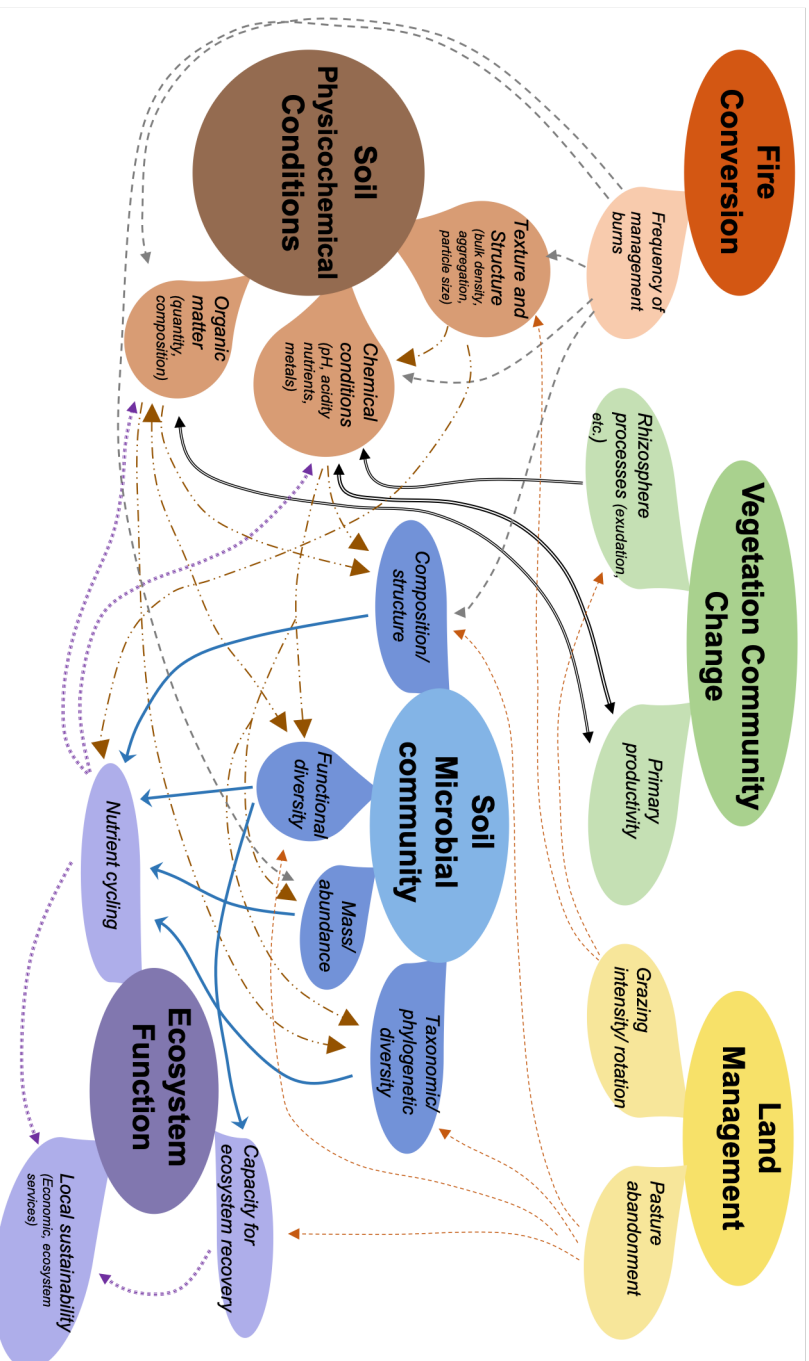 Fire
Conversion
Frequency of
management
burns
Vegetation Community
Change
Rhizosphere
processes (exudation,
etc.)
Primary
productivity
Land
Management
Grazing
intensity/ rotation
Pasture
abandonment
Soil
Physicochemical
Conditions
Texture and
Structure
(bulk density,
aggregation,
particle size)
Chemical
conditions
(pH, acidity
nutrients,
metals)
Organic
matter
(quantity,
composition)
Soil
Microbial
community
Composition/
structure
Functional
diversity
Mass/
abundance
Taxonomic/
phylogenetic
diversity
Ecosystem
Function
Nutrient cycling
Capacity for
ecosystem recovery
Local sustainability
(Economic, ecosystem
services)